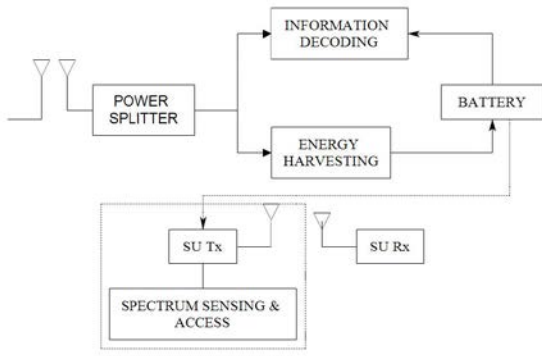 INFORMATION
DECODING
POWER
SPLITTER
BATTERY
ENERGY
HARVESTING
SU Tx
SU Rx
SPECTRUM SENSING &
ACCESS